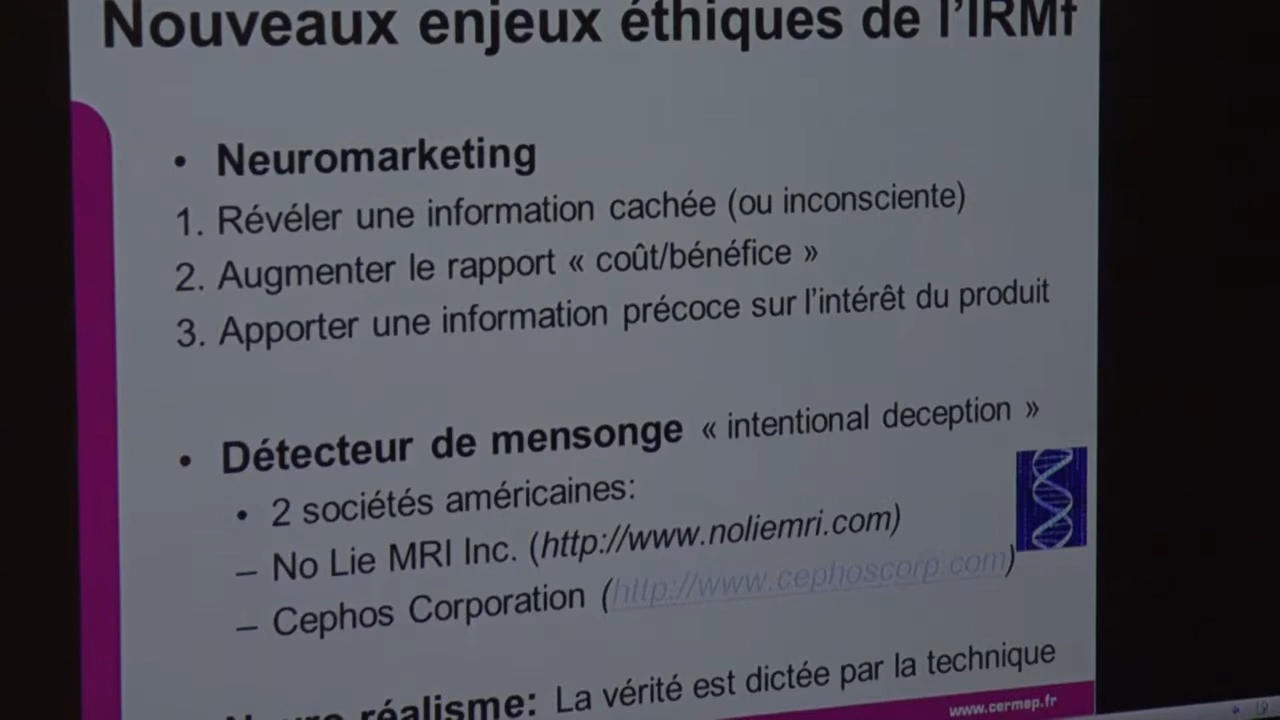 Nouveaux enjeux éthiques de l'IRMf
• Neuromarketing
1. Révéler une information cachée (ou inconsciente)
2. Augmenter le rapport « coût/bénéfice »
3. Apporter une information précoce sur l'intérêt du produit
• Détecteur de mensonge « intentional deception »
• 2 sociétés américaines:
– No Lie MRI Inc. (http://www.noliemri.com)
– Cephos Corporation (http://www.cephoscorp.com)
réalisme: La vérité est dictée par la technique
www.cermep.fr